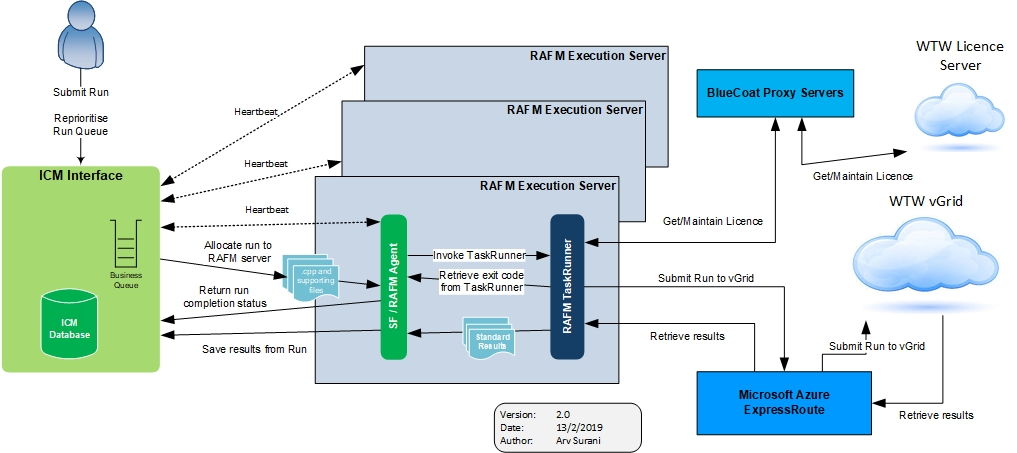 Submit Run
Reprioritise
Run Queue
ICM Interface
Business
Queue
ICM
Database
Heartbeat
Heartbeat
Heartbeat
Allocate run to
RAFM server
Return run
completion status
Save results from Run
RAFM Execution Server
RAFM Execution Server
RAFM Execution Server
.cpp and
supporting
files
SF / RAFM Agent
Invoke TaskRunner
Retrieve exit code
from TaskRunner
Standard
Results
RAFM TaskRunner
BlueCoat Proxy Servers
WTW Licence
Server
Get/Maintain Licence
Get/Maintain Licence
WTW vGrid
Submit Run to vGrid
Retrieve results
Submit Run to vGrid
Retrieve results
Microsoft Azure
ExpressRoute
Version: 2.0
Date: 13/2/2019
Author: Arv Surani